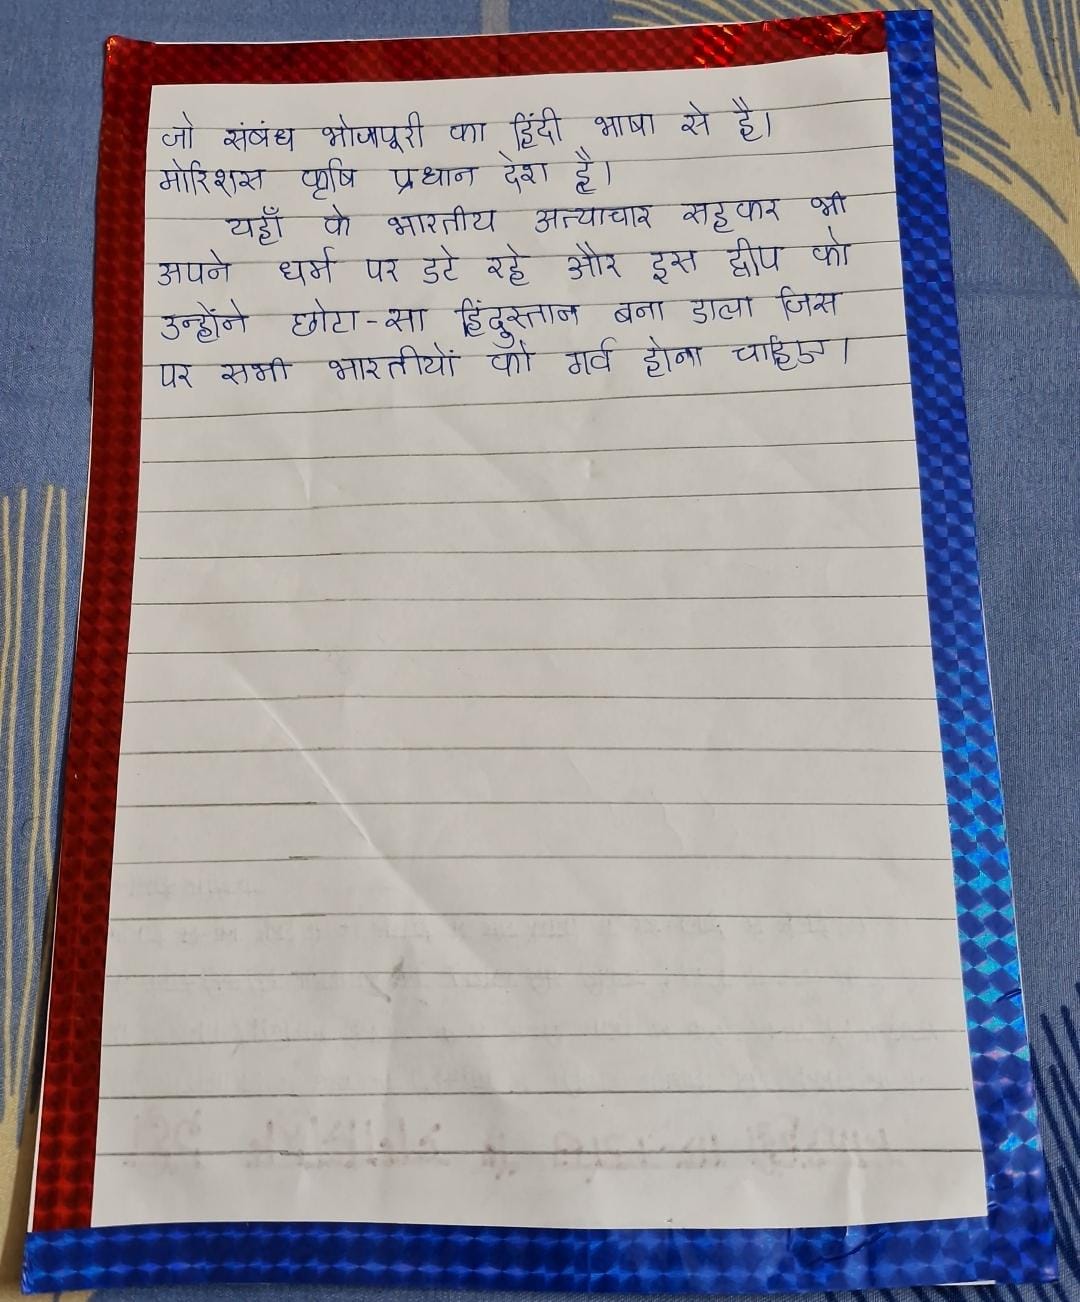 जो संबंध भोजपूरी का हिंदी भाषा से है।
मोरिशस कृषि प्रधान देश है।
यहाँ के भारतीय अत्याचार सहकर भी
अपने धर्म पर डटे रहे और इस द्वीप को
उन्होंने छोटा-सा हिंदुस्तान बना डाला जिस
पर सभी भारतीयों को गर्व होना चाहिए।